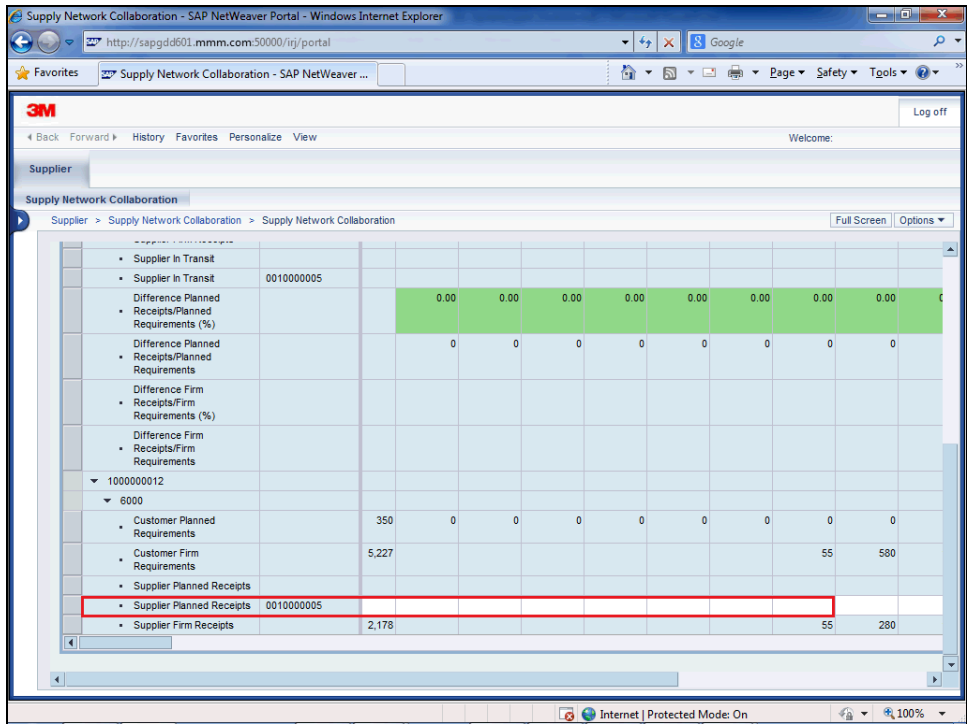 Supply Network Collaboration - SAP NetWeaver Portal - Windows Internet Explorer
http://sapgdd601.mmm.com:50000/irj/portal
Google
Favorites
Supply Network Collaboration - SAP NetWeaver ...
Page
Safety
Tools
3M
Log off
Back Forward History Favorites Personalize View
Welcome:
Supplier
Supply Network Collaboration
Supplier > Supply Network Collaboration > Supply Network Collaboration
Full Screen Options
Supplier In Transit
Supplier In Transit 0010000005
Difference Planned Receipts/Planned Requirements (%) 0.00 0.00 0.00 0.00 0.00 0.00 0.00 0.00
Difference Planned Receipts/Planned Requirements 0 0 0 0 0 0 0 0
Difference Firm Receipts/Firm Requirements (%)
Difference Firm Receipts/Firm Requirements
1000000012
6000
Customer Planned Requirements 350 0 0 0 0 0 0 0 0
Customer Firm Requirements 5,227 55 580
Supplier Planned Receipts
Supplier Planned Receipts 0010000005
Supplier Firm Receipts 2,178 55 280
Internet | Protected Mode: On
100%